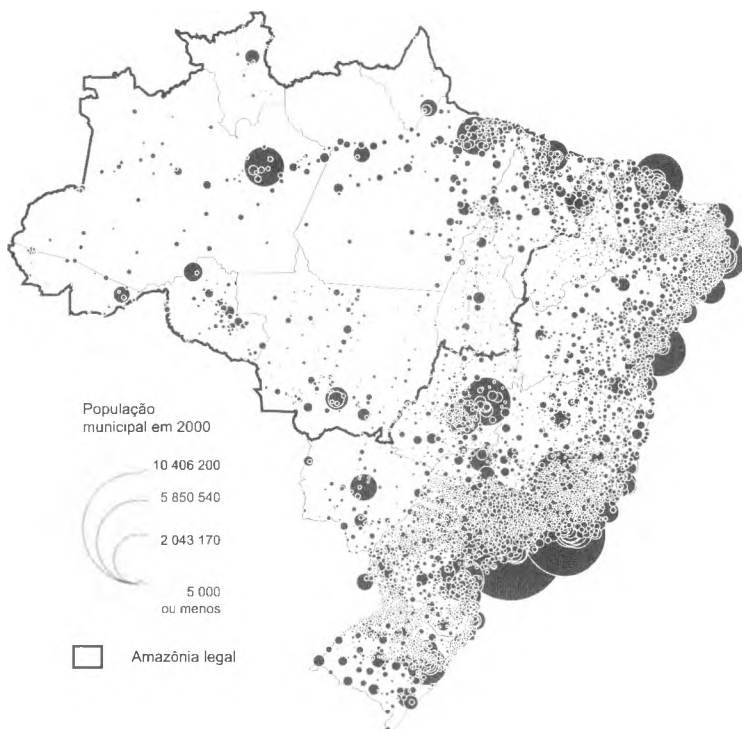 População
municipal em 2000
10 406 200
5 850 540
2 043 170
5 000
ou menos
Amazônia legal